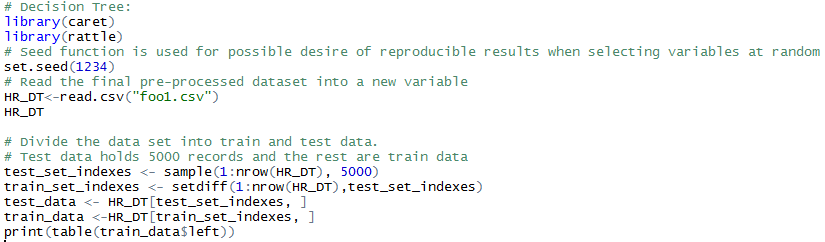 # Decision Tree:
library(caret)
library(rattle)
# Seed function is used for possible desire of reproducible results when selecting variables at random
set.seed(1234)
# Read the final pre-processed dataset into a new variable
HR_DT<-read.csv("foo1.csv")
HR_DT
# Divide the data set into train and test data.
# Test data holds 5000 records and the rest are train data
test_set_indexes <- sample(1:nrow(HR_DT), 5000)
train_set_indexes <- setdiff(1:nrow(HR_DT),test_set_indexes)
test_data <- HR_DT[test_set_indexes, ]
train_data <-HR_DT[train_set_indexes, ]
print(table(train_data$left))